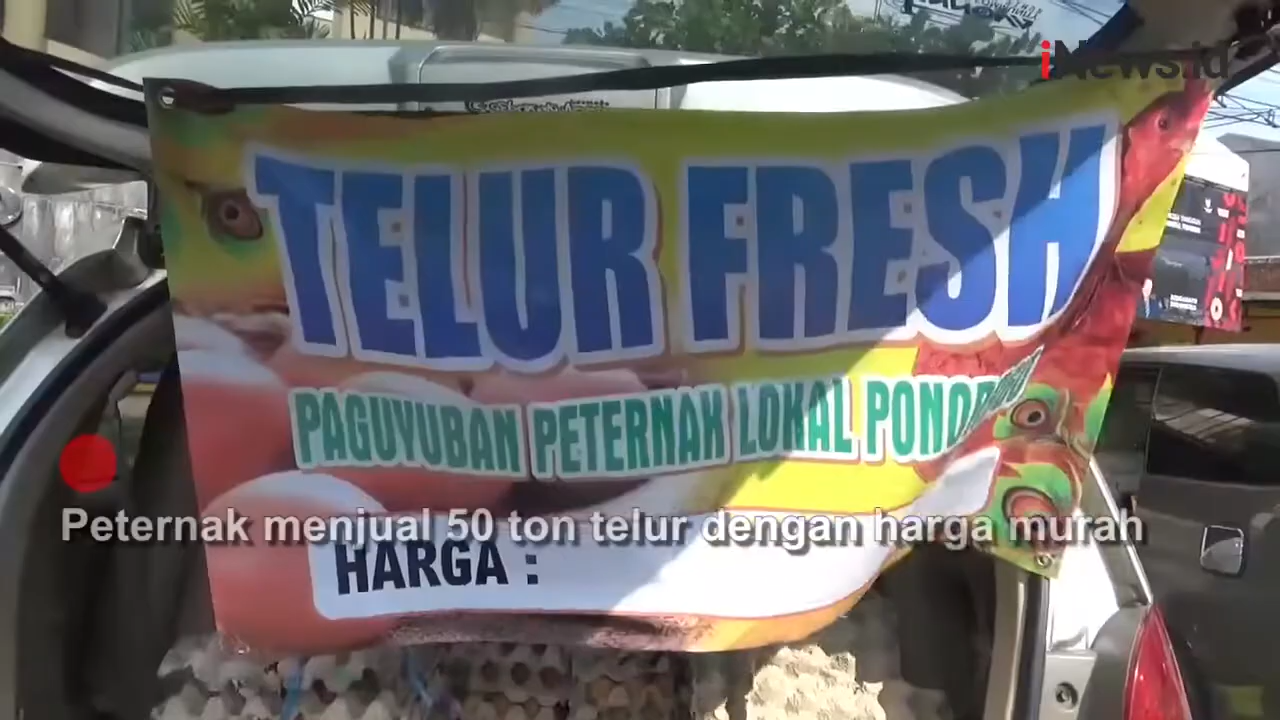 iNews.id
TELUR FRESH
PAGUYUBAN PETERNAK LOKAL
Peternak menjual 50 ton telur dengan harga murah
HARGA :